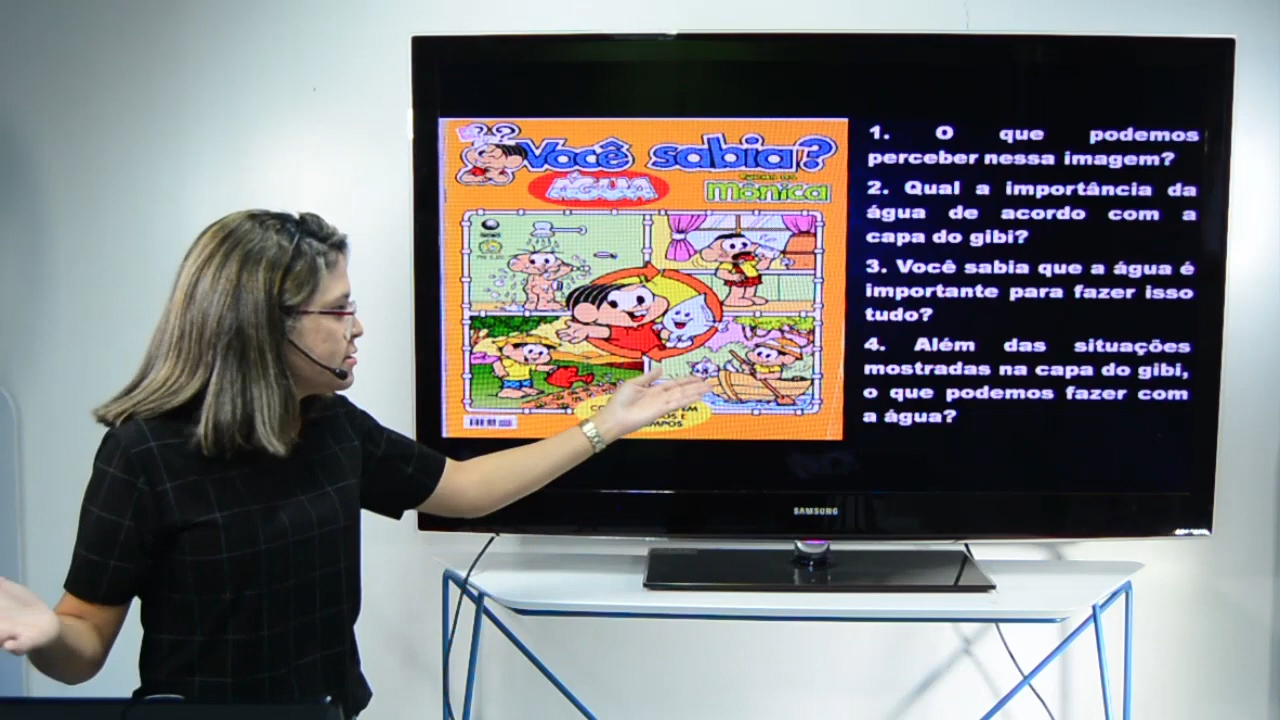 Você sabia?
ÁGUA
TURMA DA
Mônica
1. O que podemos
perceber nessa imagem?
2. Qual a importância da
água de acordo com a
capa do gibi?
3. Você sabia que a água é
importante para fazer isso
tudo?
4. Além das situações
mostradas na capa do gibi,
o que podemos fazer com
a água?
SAMSUNG